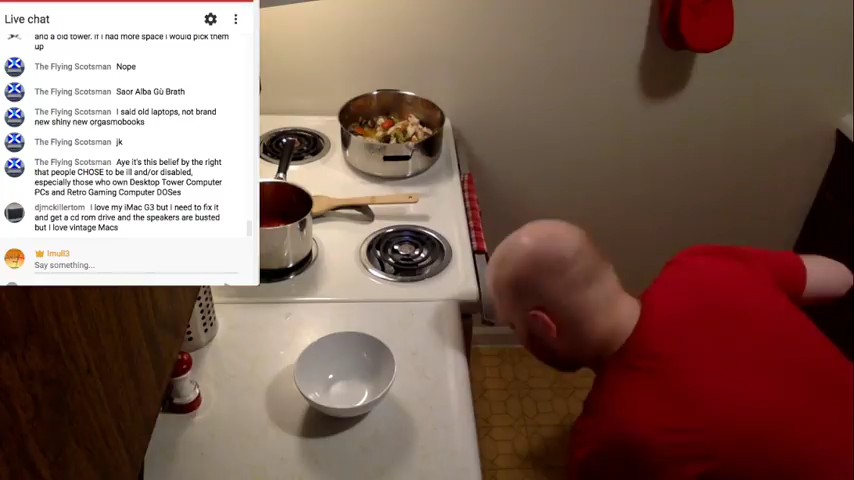 Live chat
and a old tower. If I had more space I would pick them
up
The Flying Scotsman Nope
The Flying Scotsman Saor Alba Gù Brath
The Flying Scotsman I said old laptops, not brand
new shiny new orgasmobooks
The Flying Scotsman jk
The Flying Scotsman Aye it's this belief by the right
that people CHOSE to be ill and/or disabled,
especially those who own Desktop Tower Computer
PCs and Retro Gaming Computer DOSes
djmckillertom I love my iMac G3 but I need to fix it
and get a cd rom drive and the speakers are busted
but I love vintage Macs
lmull3
Say something...